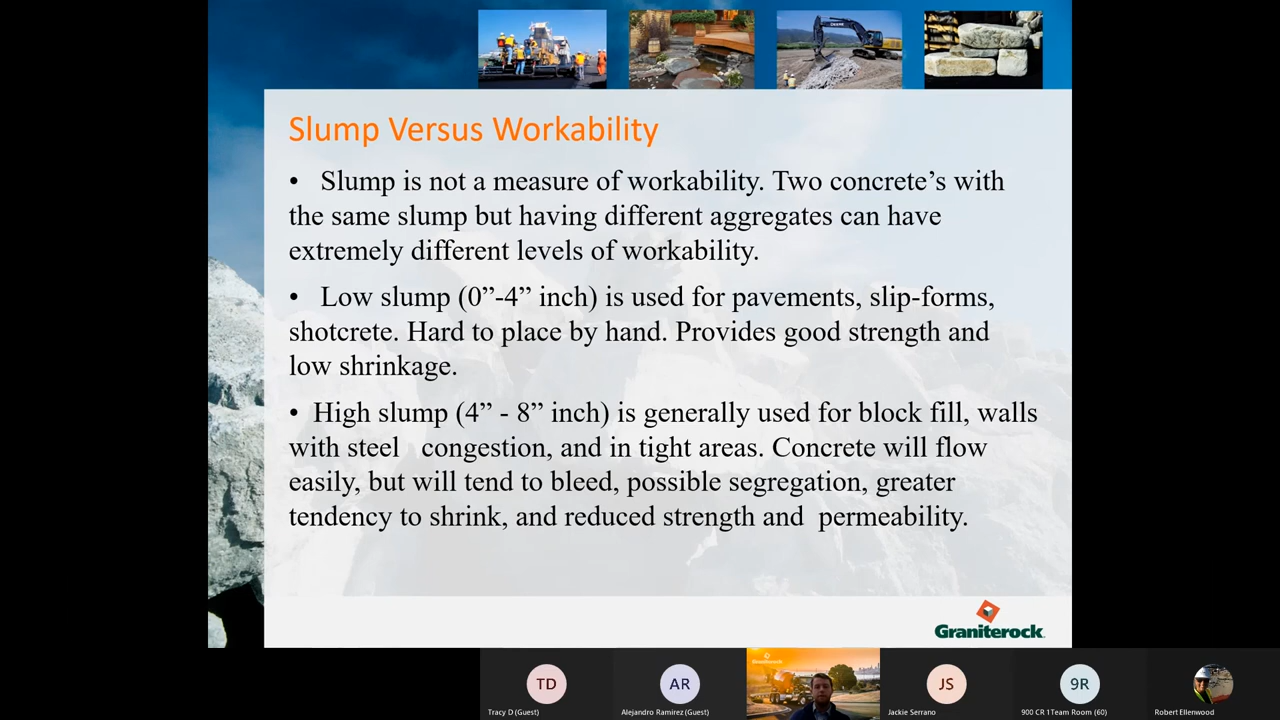 Slump Versus Workability
• Slump is not a measure of workability. Two concrete’s with
the same slump but having different aggregates can have
extremely different levels of workability.
• Low slump (0”-4” inch) is used for pavements, slip-forms,
shotcrete. Hard to place by hand. Provides good strength and
low shrinkage.
• High slump (4” - 8” inch) is generally used for block fill, walls
with steel congestion, and in tight areas. Concrete will flow
easily, but will tend to bleed, possible segregation, greater
tendency to shrink, and reduced strength and permeability.
Graniterock
TD
AR
JS
9R
Tracy D (Guest)
Alejandro Ramirez (Guest)
Jackie Serrano
900 CR 1Team Room (60)
Robert Ellenwood